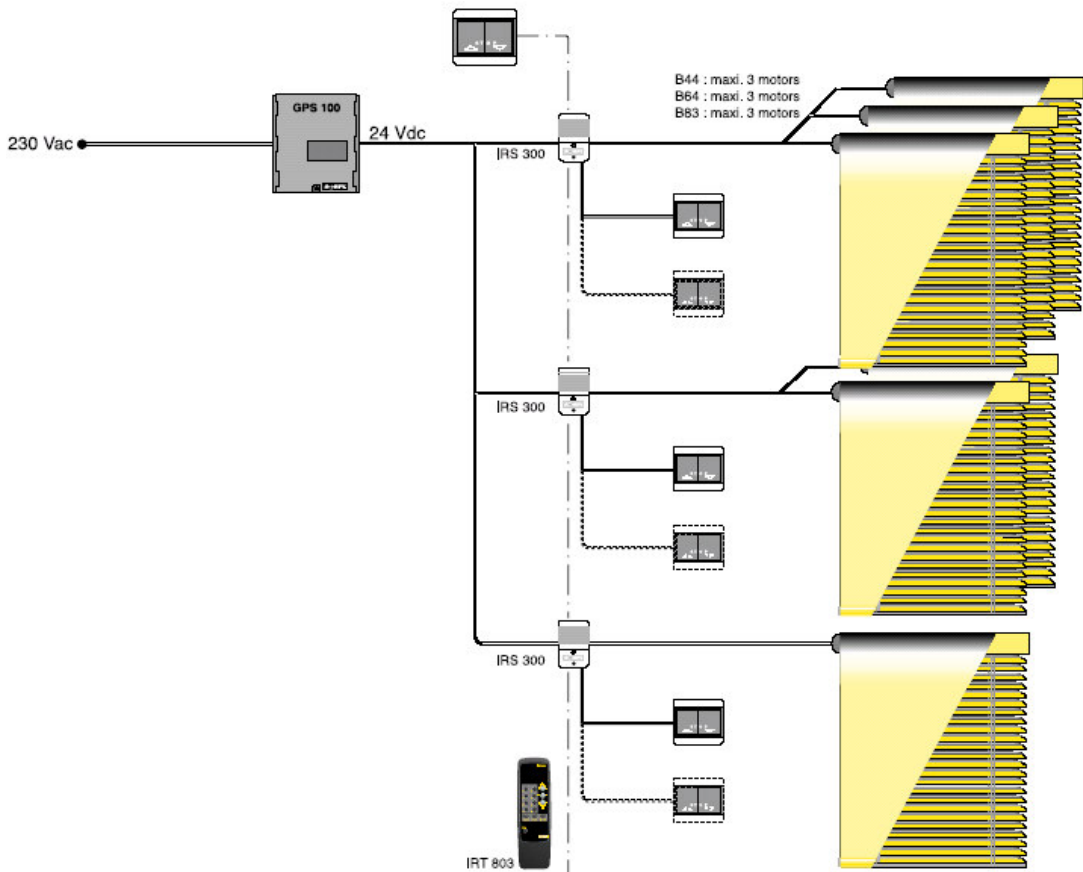 B44 : maxi. 3 motors
B64 : maxi. 3 motors
B83 : maxi. 3 motors
GPS 100
230 Vac
24 Vdc
IRS 300
IRS 300
IRS 300
IRT 803